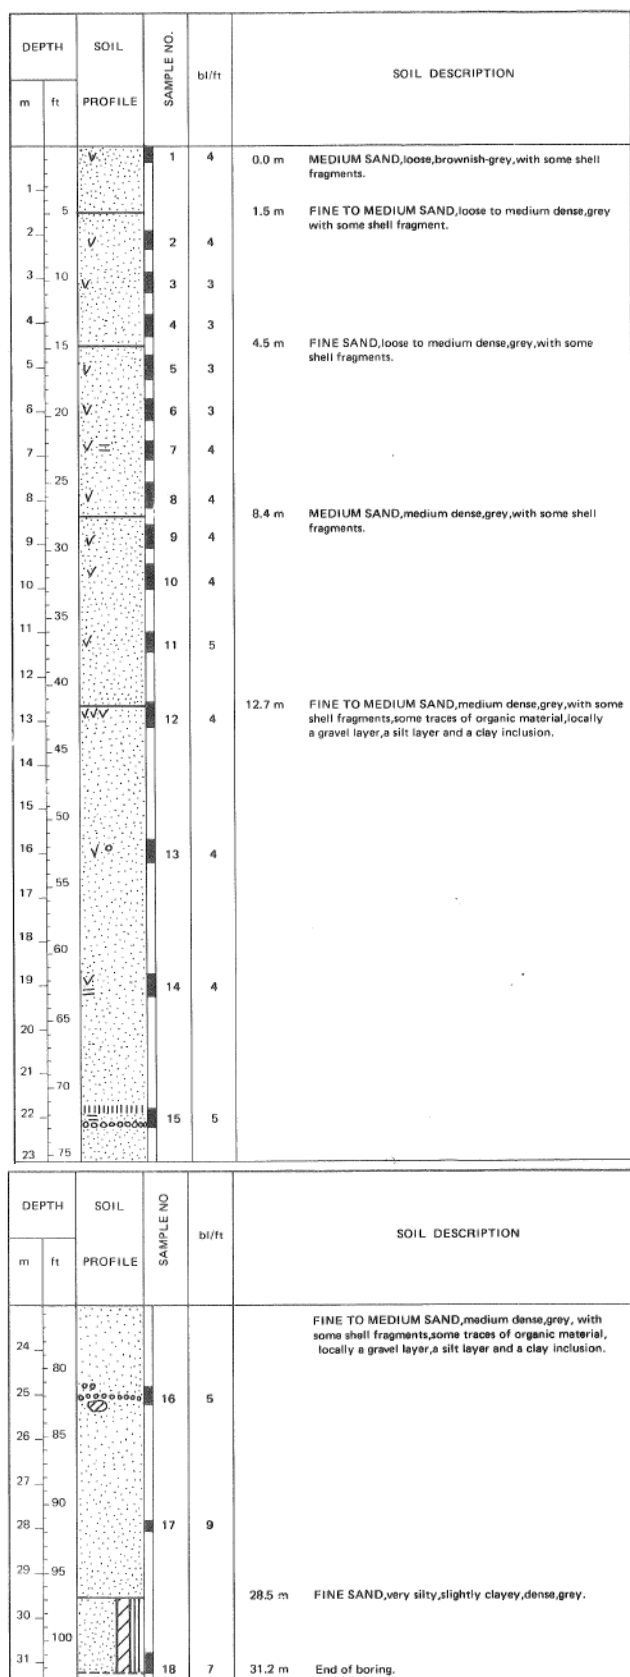 DEPTH SOIL SAMPLE NO. bl/ft SOIL DESCRIPTION
m ft PROFILE
1 4 0.0 m MEDIUM SAND,loose,brownish-grey,with some shell
fragments.
1
5 1.5 m FINE TO MEDIUM SAND,loose to medium dense,grey
with some shell fragment.
2 2 4
3 10 3 3
4 4 3
15 4.5 m FINE SAND,loose to medium dense,grey,with some
shell fragments.
5 5 3
6 20 6 3
7 7 4
25
8 8 4
8.4 m MEDIUM SAND,medium dense,grey,with some shell
fragments.
9 30 9 4
10 10 4
35
11 11 5
12 40
12.7 m FINE TO MEDIUM SAND,medium dense,grey,with some
shell fragments,some traces of organic material,locally
a gravel layer,a silt layer and a clay inclusion.
13 12 4
45
14
15 50
16 13 4
17 55
18 60
19 14 4
65
20
21 70
22 15 5
23 75
DEPTH SOIL SAMPLE NO bl/ft SOIL DESCRIPTION
m ft PROFILE
FINE TO MEDIUM SAND,medium dense,grey, with
some shell fragments,some traces of organic material,
locally a gravel layer,a silt layer and a clay inclusion.
24
80
25 16 5
26 85
27
90
28 17 9
29 95
28.5 m FINE SAND,very silty,slightly clayey,dense,grey.
30
100
31 18 7 31.2 m End of boring.